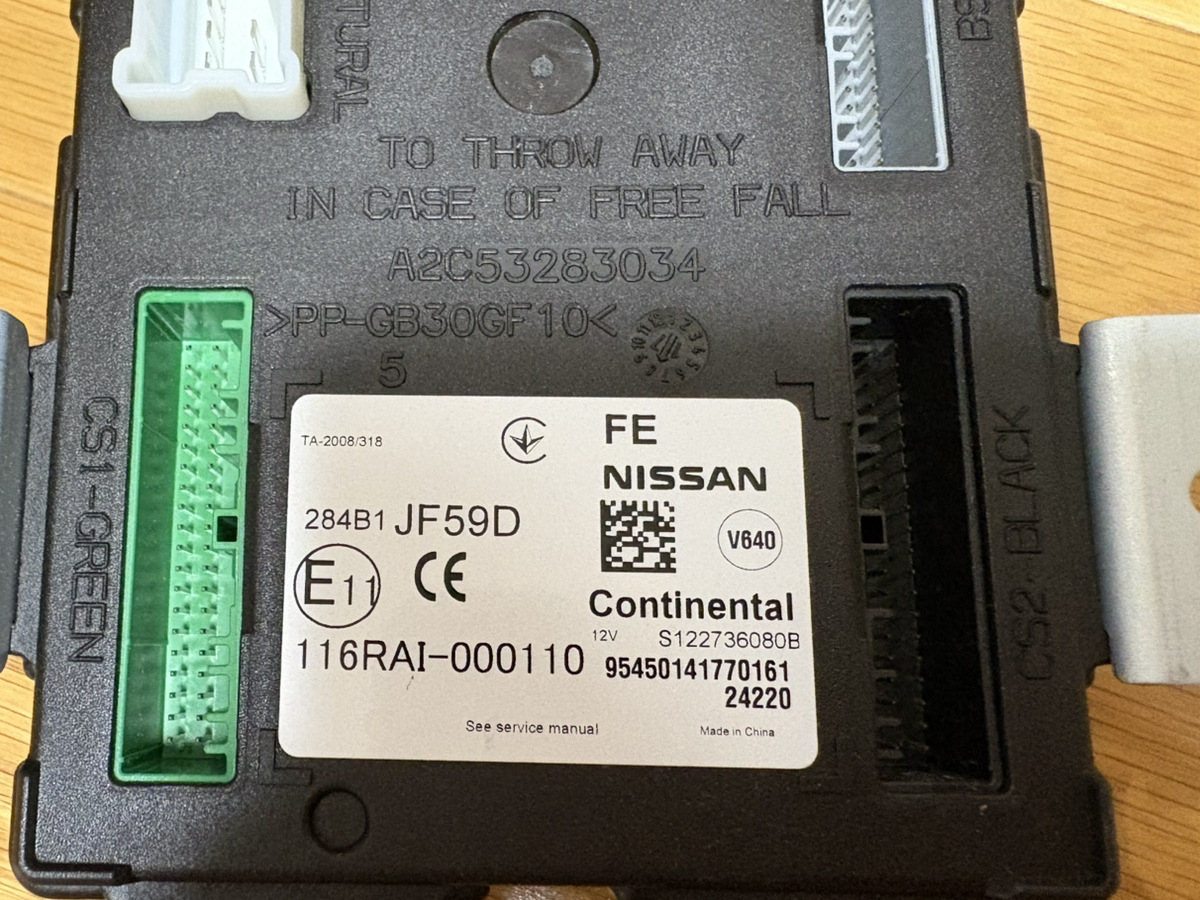 TURAL
BS
TO THROW AWAY
IN CASE OF FREE FALL
A2C53283034
>PP-GB30GF10<
5
CS1-GREEN
CS2-BLACK
TA-2008/318
FE
NISSAN
284B1 JF59D
V640
E11
CE
Continental
12V S122736080B
116RAI-000110
95450141770161
24220
See service manual
Made in China